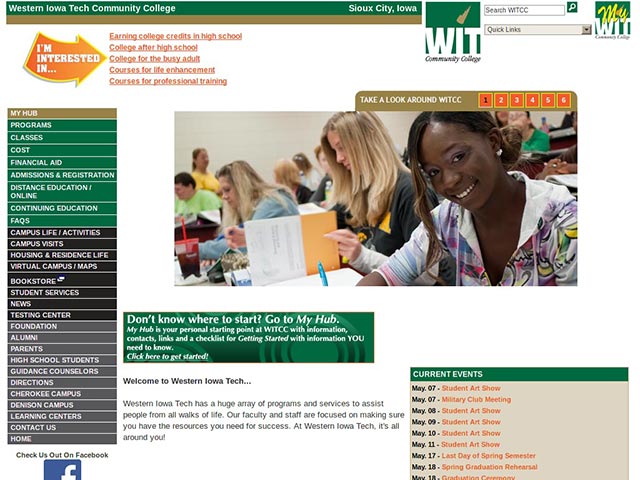 Western Iowa Tech Community College
Sioux City, Iowa
WIT
Community College
Search WITCC
Quick Links
My
WIT
Community College
I'M
INTERESTED
IN...
Earning college credits in high school
College after high school
College for the busy adult
Courses for life enhancement
Courses for professional training
TAKE A LOOK AROUND WITCC
1 2 3 4 5 6
MY HUB
PROGRAMS
CLASSES
COST
FINANCIAL AID
ADMISSIONS & REGISTRATION
DISTANCE EDUCATION /
ONLINE
CONTINUING EDUCATION
FAQS
CAMPUS LIFE / ACTIVITIES
CAMPUS VISITS
HOUSING & RESIDENCE LIFE
VIRTUAL CAMPUS / MAPS
BOOKSTORE
STUDENT SERVICES
NEWS
TESTING CENTER
FOUNDATION
ALUMNI
PARENTS
HIGH SCHOOL STUDENTS
GUIDANCE COUNSELORS
DIRECTIONS
CHEROKEE CAMPUS
DENISON CAMPUS
LEARNING CENTERS
CONTACT US
HOME
Check Us Out On Facebook
f
Don't know where to start? Go to My Hub.
My Hub is your personal starting point at WITCC with information,
contacts, links and a checklist for Getting Started with information YOU
need to know.
Click here to get started!
Welcome to Western Iowa Tech...
Western Iowa Tech has a huge array of programs and services to assist
people from all walks of life. Our faculty and staff are focused on making sure
you have the resources you need for success. At Western Iowa Tech, it's all
around you!
CURRENT EVENTS
May. 07 - Student Art Show
May. 07 - Military Club Meeting
May. 08 - Student Art Show
May. 09 - Student Art Show
May. 10 - Student Art Show
May. 11 - Student Art Show
May. 17 - Last Day of Spring Semester
May. 18 - Spring Graduation Rehearsal
May. 18 - Graduation Ceremony